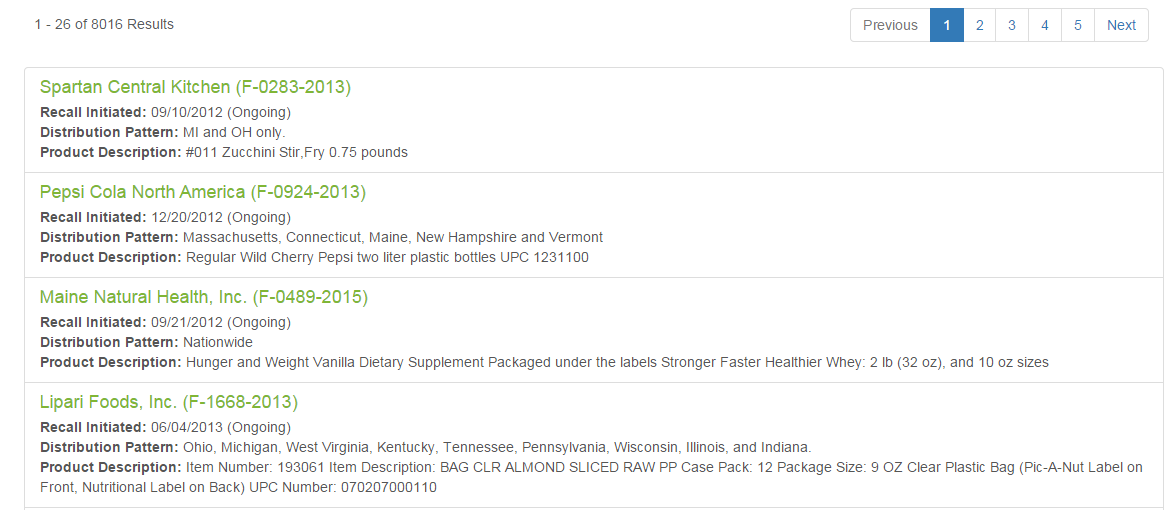 1 - 26 of 8016 Results
Previous 1 2 3 4 5 Next
Spartan Central Kitchen (F-0283-2013)
Recall Initiated: 09/10/2012 (Ongoing)
Distribution Pattern: MI and OH only.
Product Description: #011 Zucchini Stir,Fry 0.75 pounds
Pepsi Cola North America (F-0924-2013)
Recall Initiated: 12/20/2012 (Ongoing)
Distribution Pattern: Massachusetts, Connecticut, Maine, New Hampshire and Vermont
Product Description: Regular Wild Cherry Pepsi two liter plastic bottles UPC 1231100
Maine Natural Health, Inc. (F-0489-2015)
Recall Initiated: 09/21/2012 (Ongoing)
Distribution Pattern: Nationwide
Product Description: Hunger and Weight Vanilla Dietary Supplement Packaged under the labels Stronger Faster Healthier Whey: 2 lb (32 oz), and 10 oz sizes
Lipari Foods, Inc. (F-1668-2013)
Recall Initiated: 06/04/2013 (Ongoing)
Distribution Pattern: Ohio, Michigan, West Virginia, Kentucky, Tennessee, Pennsylvania, Wisconsin, Illinois, and Indiana.
Product Description: Item Number: 193061 Item Description: BAG CLR ALMOND SLICED RAW PP Case Pack: 12 Package Size: 9 OZ Clear Plastic Bag (Pic-A-Nut Label on
Front, Nutritional Label on Back) UPC Number: 070207000110